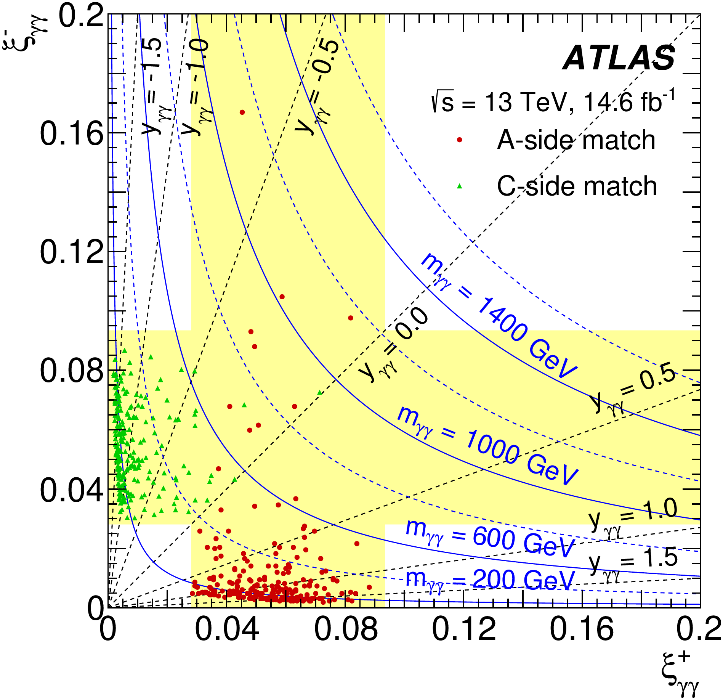 ξ⁻γγ
0.2
0.16
0.12
0.08
0.04
0
yγγ = -1.5
yγγ = -1.0
yγγ = -0.5
ATLAS
√s = 13 TeV, 14.6 fb⁻¹
A-side match
C-side match
mγγ = 1400 GeV
yγγ = 0.0
yγγ = 0.5
mγγ = 1000 GeV
yγγ = 1.0
mγγ = 600 GeV
yγγ = 1.5
mγγ = 200 GeV
0 0.04 0.08 0.12 0.16 0.2
ξ⁺γγ